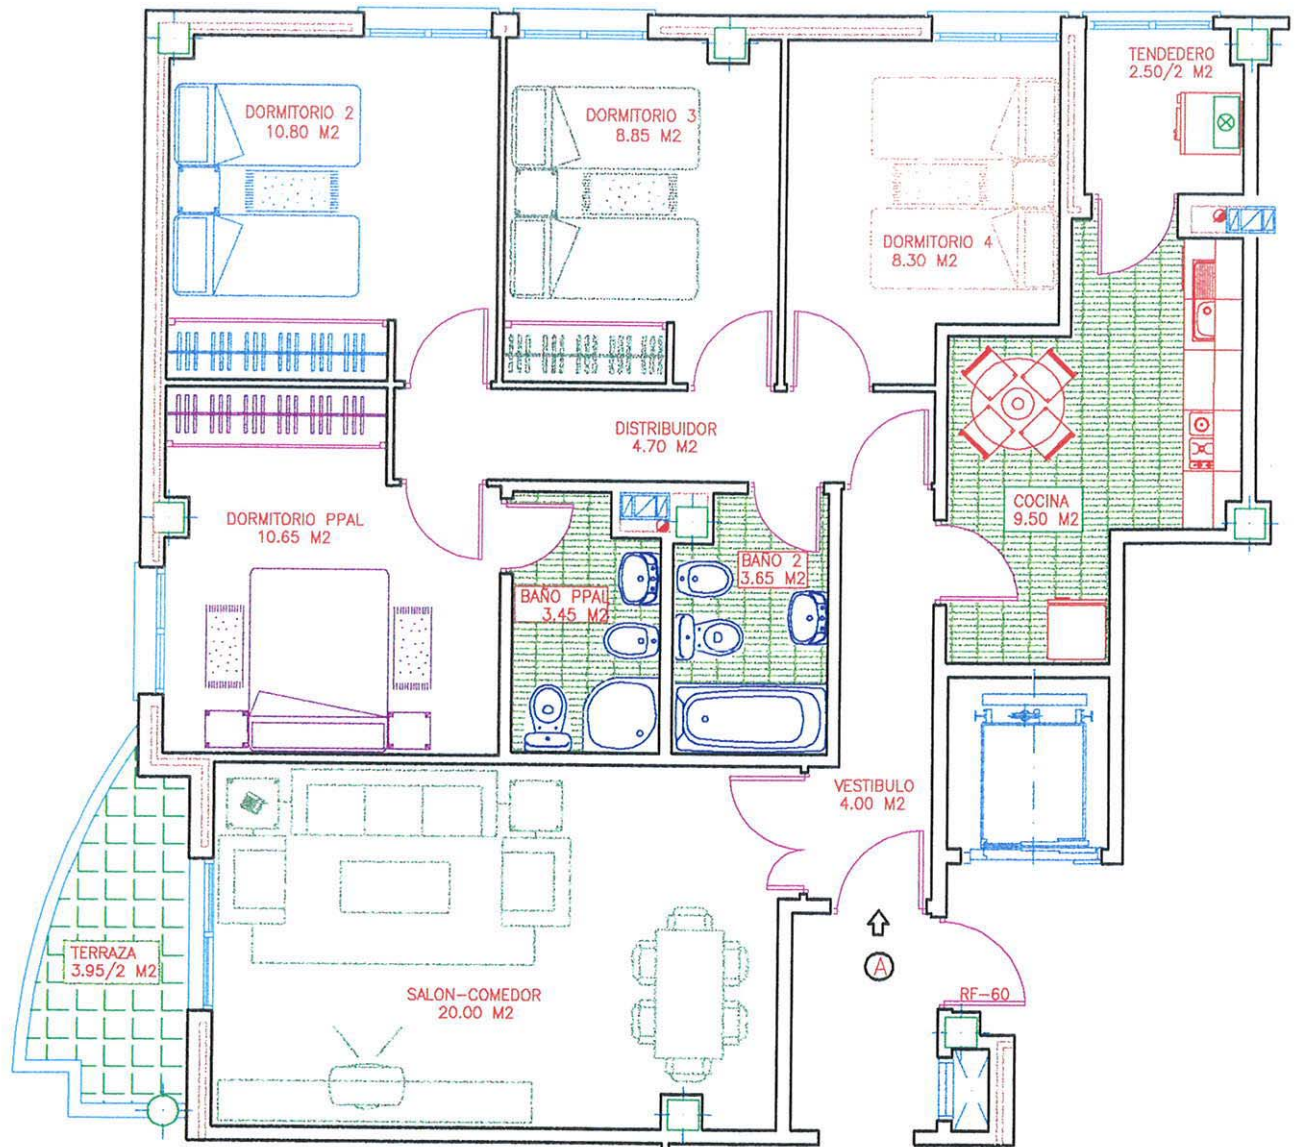 TENDEDERO
2.50/2 M2
DORMITORIO 2
10.80 M2
DORMITORIO 3
8.85 M2
DORMITORIO 4
8.30 M2
DISTRIBUIDOR
4.70 M2
COCINA
9.50 M2
DORMITORIO PPAL
10.65 M2
BAÑO 2
3.65 M2
BAÑO PPAL
3.45 M2
VESTIBULO
4.00 M2
TERRAZA
3.95/2 M2
A
SALON-COMEDOR
20.00 M2
RF-60